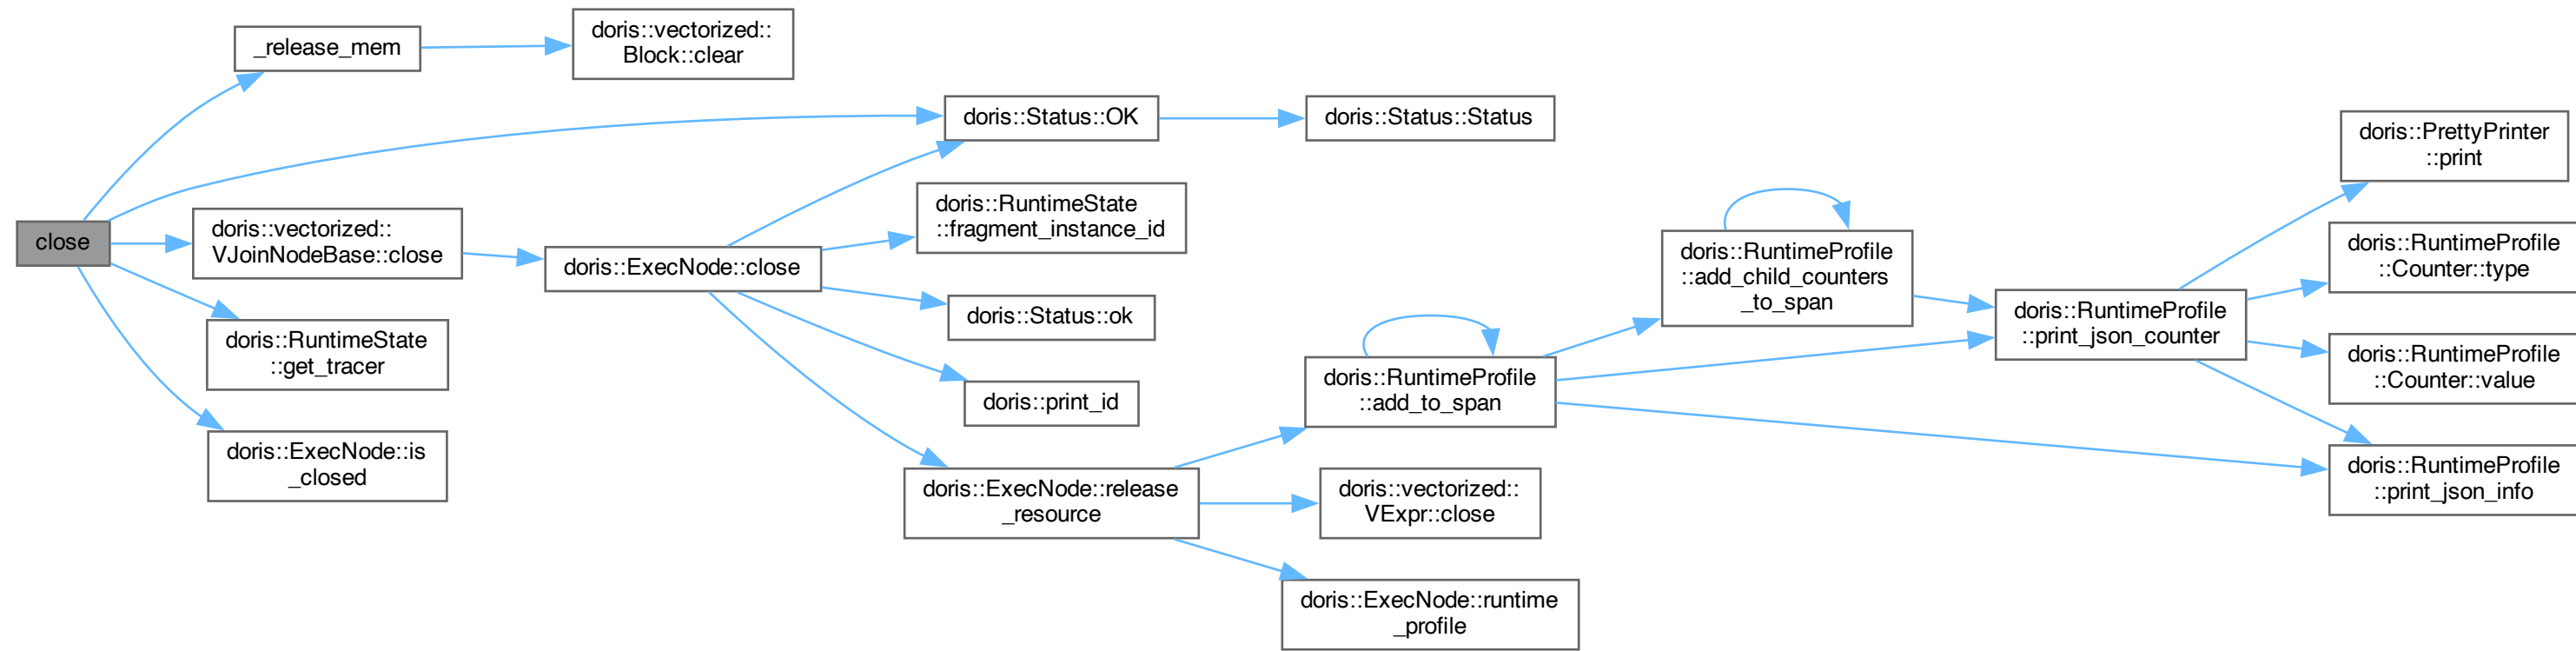 close
_release_mem
doris::vectorized::
Block::clear
doris::vectorized::
VJoinNodeBase::close
doris::RuntimeState
::get_tracer
doris::ExecNode::is
_closed
doris::ExecNode::close
doris::Status::OK
doris::Status::Status
doris::RuntimeState
::fragment_instance_id
doris::Status::ok
doris::print_id
doris::ExecNode::release
_resource
doris::RuntimeProfile
::add_to_span
doris::vectorized::
VExpr::close
doris::ExecNode::runtime
_profile
doris::RuntimeProfile
::add_child_counters
_to_span
doris::RuntimeProfile
::print_json_counter
doris::PrettyPrinter
::print
doris::RuntimeProfile
::Counter::type
doris::RuntimeProfile
::Counter::value
doris::RuntimeProfile
::print_json_info